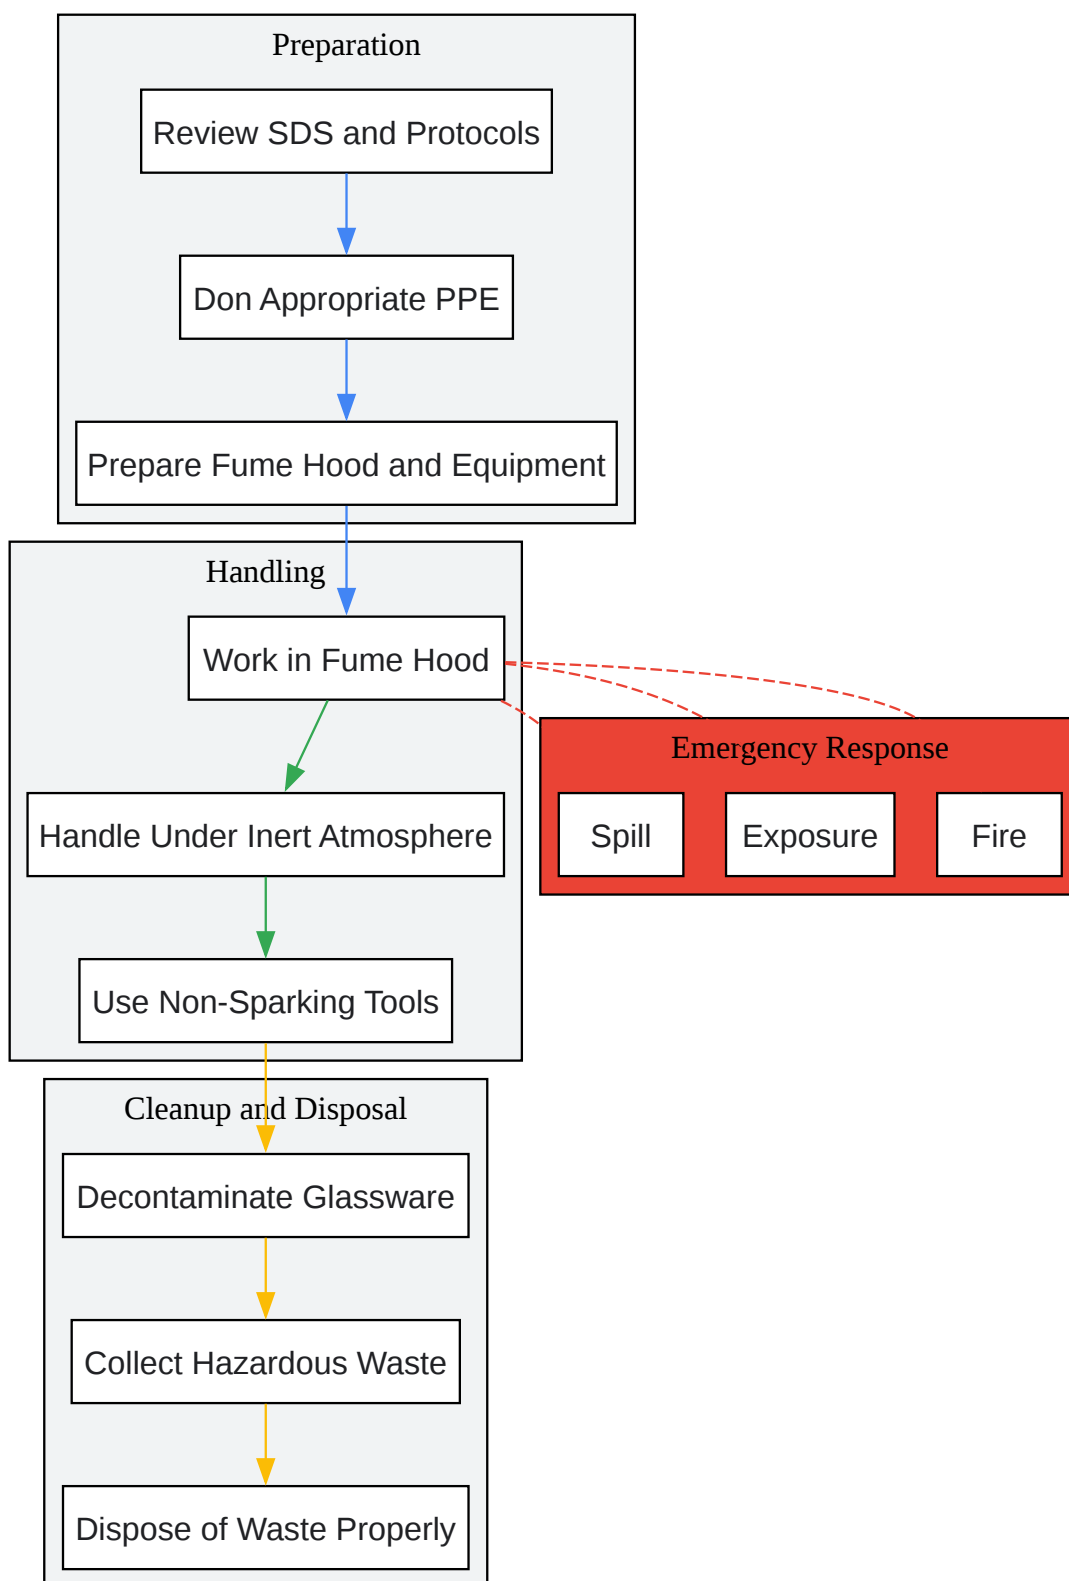 Preparation
Review SDS and Protocols
Don Appropriate PPE
Prepare Fume Hood and Equipment
Handling
Work in Fume Hood
Emergency Response
Spill
Exposure
Fire
Handle Under Inert Atmosphere
Use Non-Sparking Tools
Cleanup and Disposal
Decontaminate Glassware
Collect Hazardous Waste
Dispose of Waste Properly